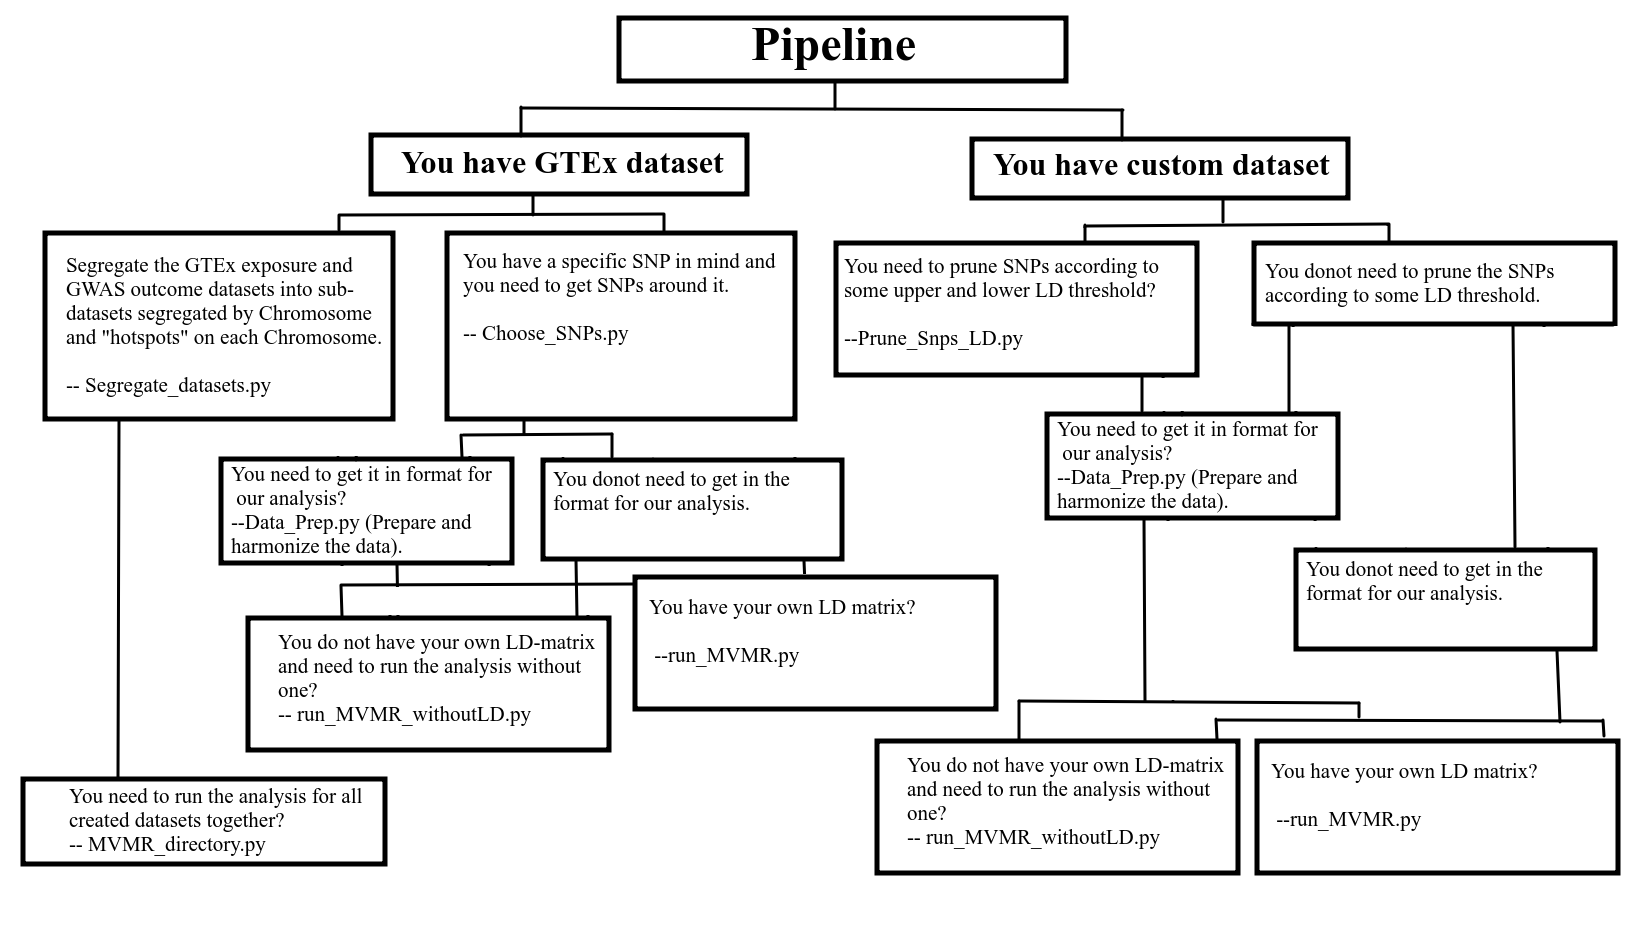 Pipeline
You have GTEx dataset
You have custom dataset
Segregate the GTEx exposure and
GWAS outcome datasets into sub-
datasets segregated by Chromosome
and "hotspots" on each Chromosome.
-- Segregate_datasets.py
You have a specific SNP in mind and
you need to get SNPs around it.
-- Choose_SNPs.py
You need to prune SNPs according to
some upper and lower LD threshold?
--Prune_Snps_LD.py
You donot need to prune the SNPs
according to some LD threshold.
You need to get it in format for
our analysis?
--Data_Prep.py (Prepare and
harmonize the data).
You donot need to get in the
format for our analysis.
You need to get it in format for
our analysis?
--Data_Prep.py (Prepare and
harmonize the data).
You donot need to get in the
format for our analysis.
You do not have your own LD-matrix
and need to run the analysis without
one?
-- run_MVMR_withoutLD.py
You have your own LD matrix?
--run_MVMR.py
You need to run the analysis for all
created datasets together?
-- MVMR_directory.py
You do not have your own LD-matrix
and need to run the analysis without
one?
-- run_MVMR_withoutLD.py
You have your own LD matrix?
--run_MVMR.py